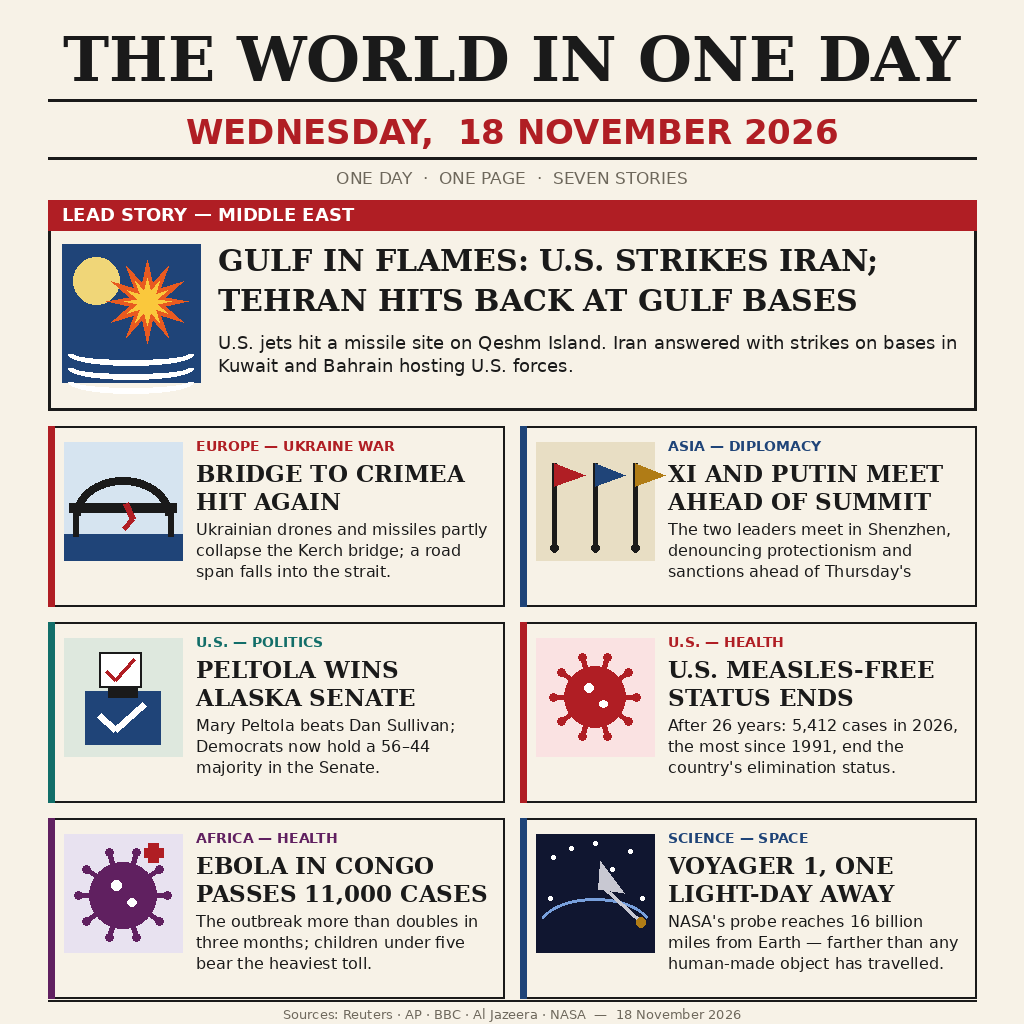 THE WORLD IN ONE DAY
WEDNESDAY, 18 NOVEMBER 2026
ONE DAY · ONE PAGE · SEVEN STORIES
LEAD STORY — MIDDLE EAST
GULF IN FLAMES: U.S. STRIKES IRAN;
TEHRAN HITS BACK AT GULF BASES
U.S. jets hit a missile site on Qeshm Island. Iran answered with strikes on bases in
Kuwait and Bahrain hosting U.S. forces.
EUROPE — UKRAINE WAR
BRIDGE TO CRIMEA
HIT AGAIN
Ukrainian drones and missiles partly
collapse the Kerch bridge; a road
span falls into the strait.
ASIA — DIPLOMACY
XI AND PUTIN MEET
AHEAD OF SUMMIT
The two leaders meet in Shenzhen,
denouncing protectionism and
sanctions ahead of Thursday's
U.S. — POLITICS
PELTOLA WINS
ALASKA SENATE
Mary Peltola beats Dan Sullivan;
Democrats now hold a 56–44
majority in the Senate.
U.S. — HEALTH
U.S. MEASLES-FREE
STATUS ENDS
After 26 years: 5,412 cases in 2026,
the most since 1991, end the
country's elimination status.
AFRICA — HEALTH
EBOLA IN CONGO
PASSES 11,000 CASES
The outbreak more than doubles in
three months; children under five
bear the heaviest toll.
SCIENCE — SPACE
VOYAGER 1, ONE
LIGHT-DAY AWAY
NASA's probe reaches 16 billion
miles from Earth — farther than any
human-made object has travelled.
Sources: Reuters · AP · BBC · Al Jazeera · NASA — 18 November 2026